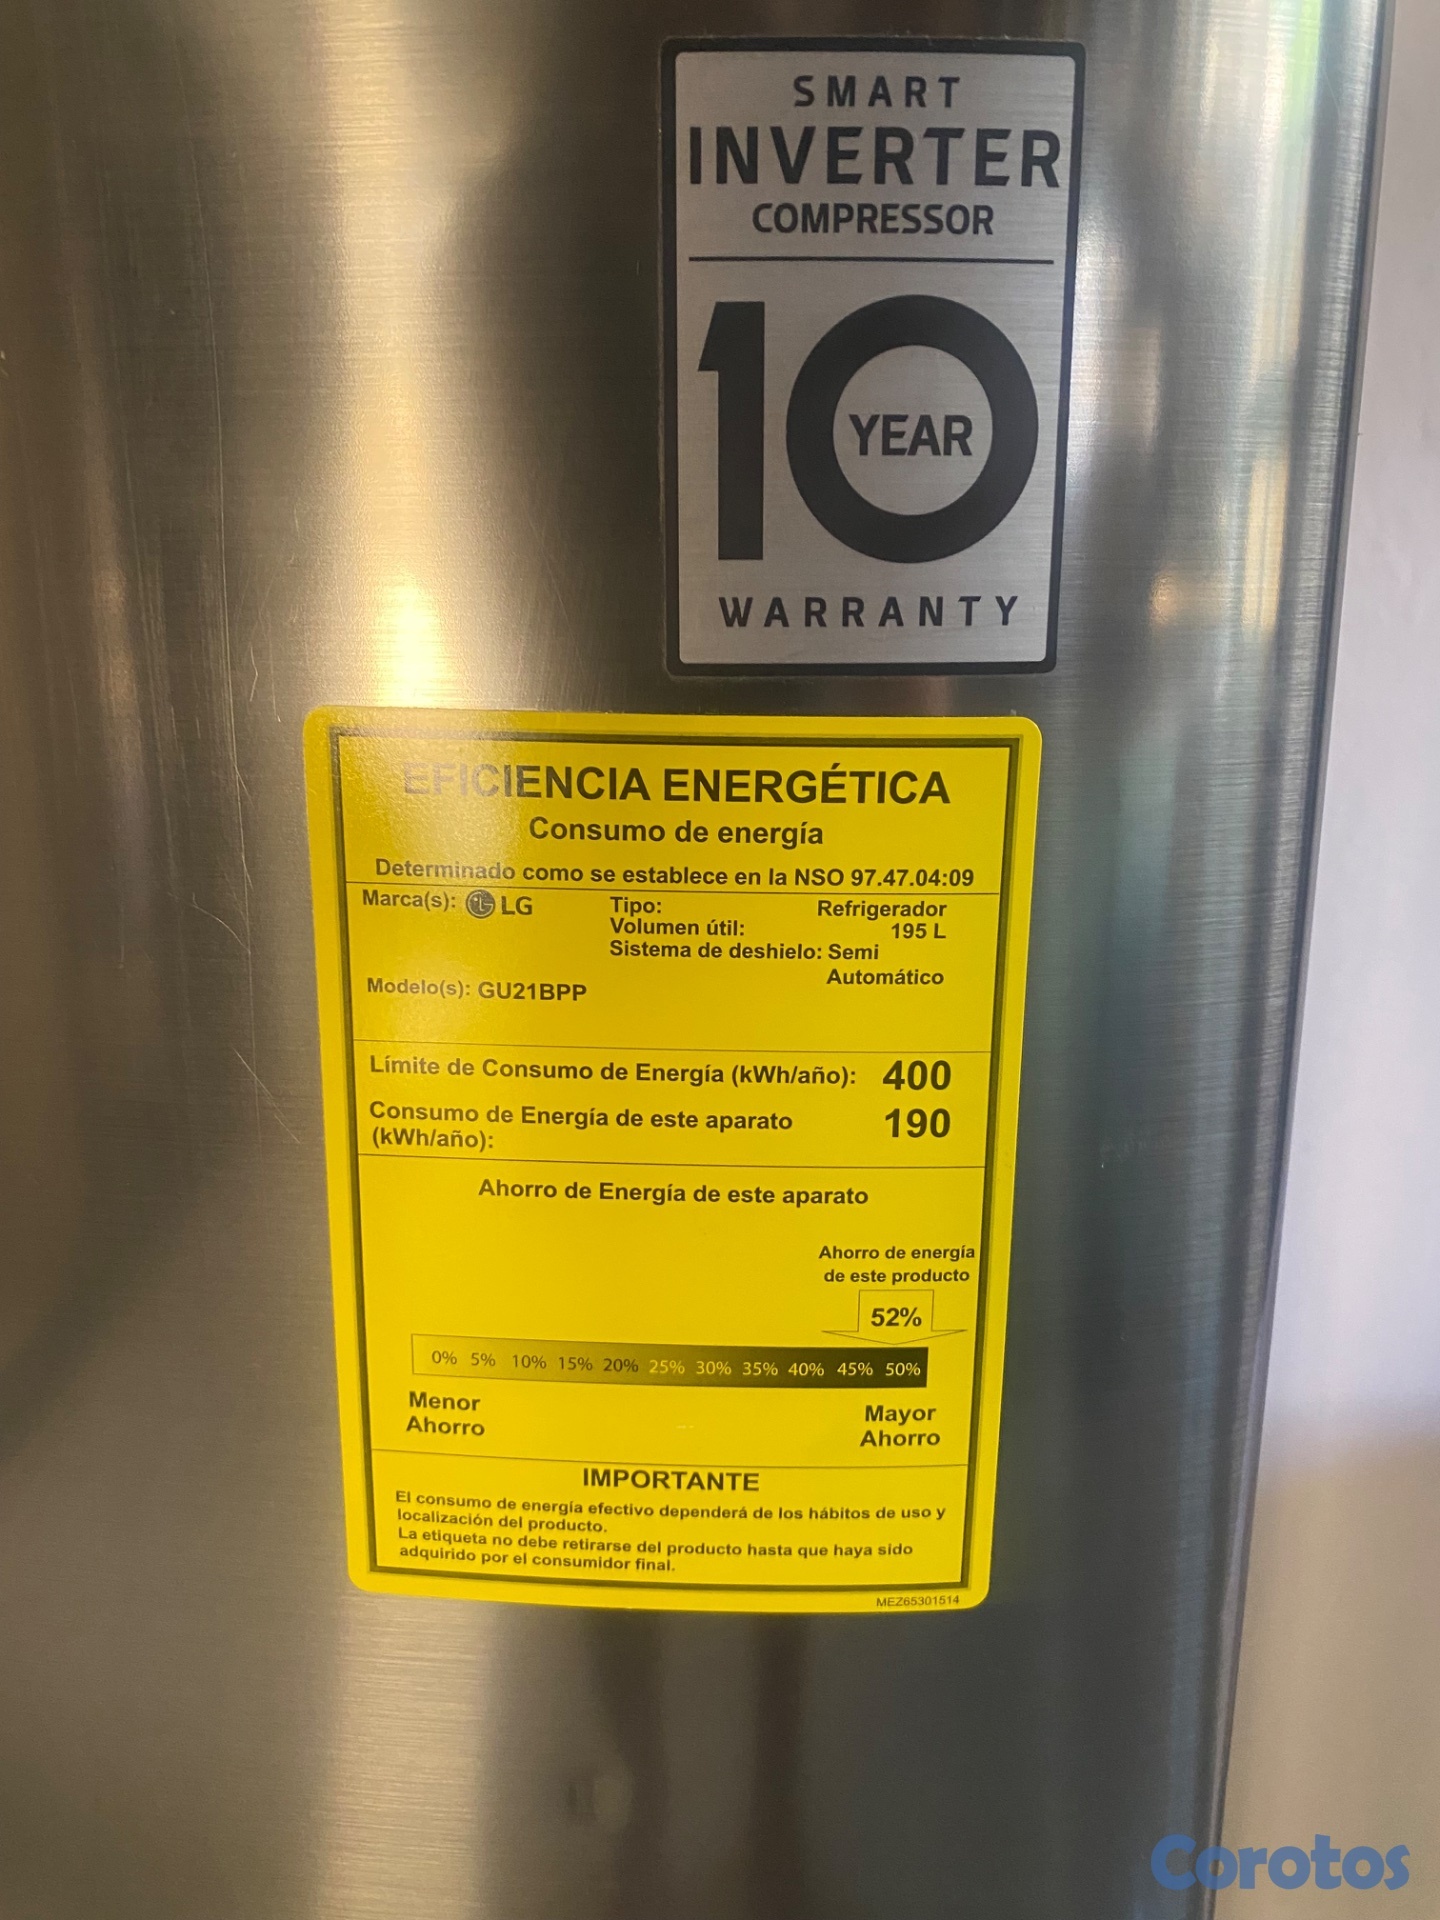 SMART
INVERTER
COMPRESSOR
10
YEAR
WARRANTY
EFICIENCIA ENERGÉTICA
Consumo de energía
Determinado como se establece en la NSO 97.47.04:09
Marca(s): LG
Tipo: Refrigerador
Volumen útil: 195 L
Sistema de deshielo: Semi
Automático
Modelo(s): GU21BPP
Límite de Consumo de Energía (kWh/año): 400
Consumo de Energía de este aparato 190
(kWh/año):
Ahorro de Energía de este aparato
Ahorro de energía
de este producto
52%
0% 5% 10% 15% 20% 25% 30% 35% 40% 45% 50%
Menor
Ahorro
Mayor
Ahorro
IMPORTANTE
El consumo de energía efectivo dependerá de los hábitos de uso y
localización del producto.
La etiqueta no debe retirarse del producto hasta que haya sido
adquirido por el consumidor final.
MEZ65301514
Corotos